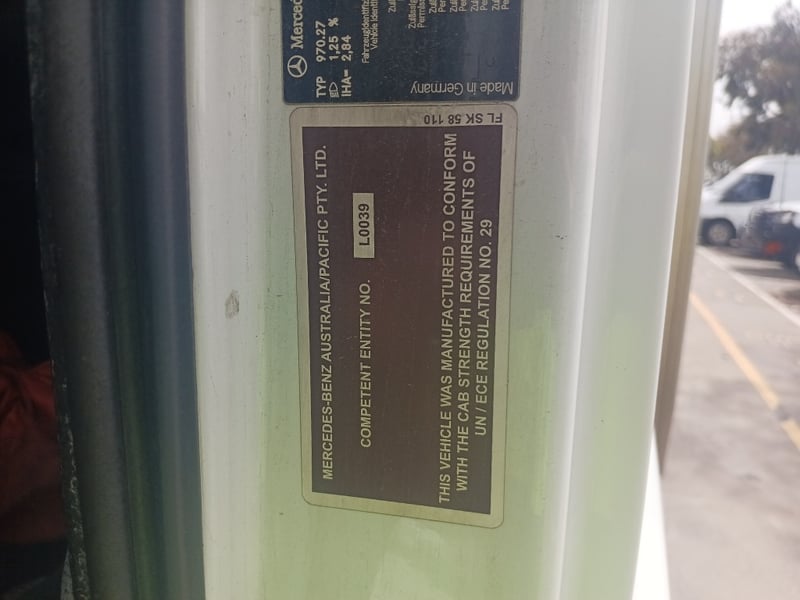 Merced
TYP 970.27
1,25 %
IHA= 2,84
Made in Germany
FL SK 58 110
MERCEDES-BENZ AUSTRALIA/PACIFIC PTY. LTD.
COMPETENT ENTITY NO. L0039
THIS VEHICLE WAS MANUFACTURED TO CONFORM
WITH THE CAB STRENGTH REQUIREMENTS OF
UN / ECE REGULATION NO. 29